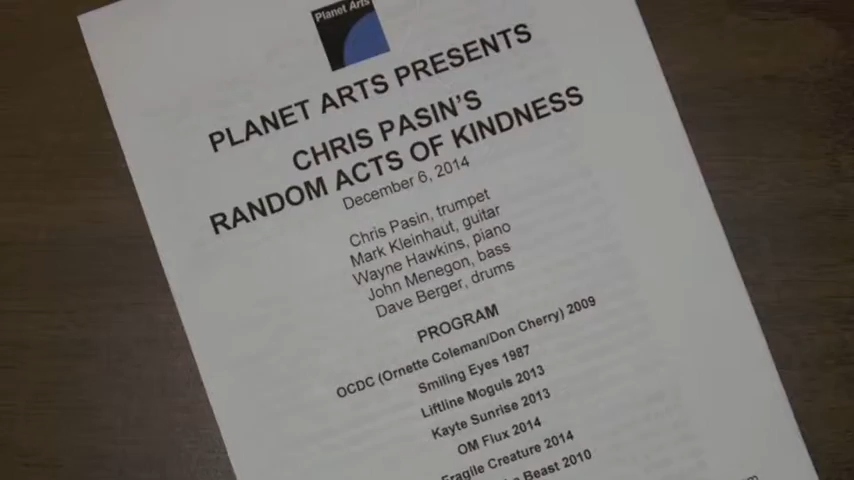 Planet Arts
PLANET ARTS PRESENTS
CHRIS PASIN'S
RANDOM ACTS OF KINDNESS
December 6, 2014
Chris Pasin, trumpet
Mark Kleinhaut, guitar
Wayne Hawkins, piano
John Menegon, bass
Dave Berger, drums
PROGRAM
OCDC (Ornette Coleman/Don Cherry) 2009
Smiling Eyes 1987
Liftline Moguls 2013
Kayte Sunrise 2013
OM Flux 2014
Fragile Creature 2014
Beast 2010